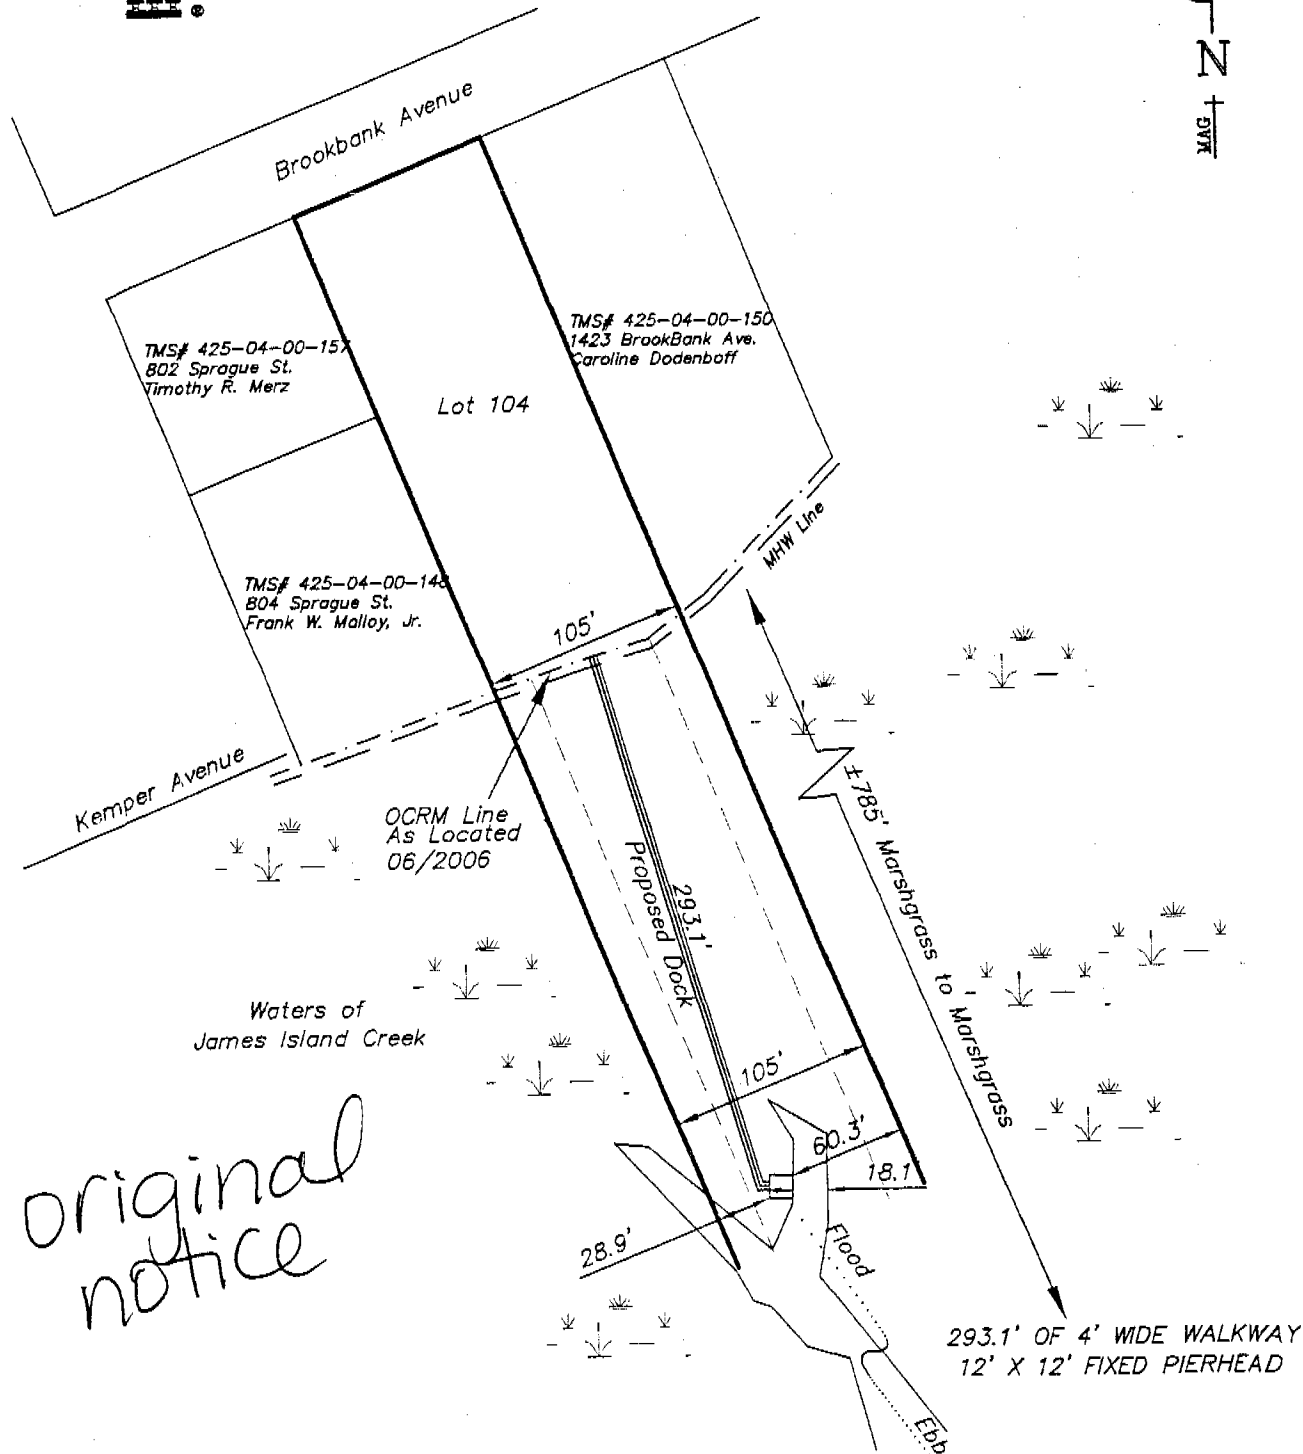 N
MAG
Brookbank Avenue
TMS# 425-04-00-157
802 Sprague St.
Timothy R. Merz
TMS# 425-04-00-150
1423 BrookBank Ave.
Caroline Dodenhoff
Lot 104
MHW Line
TMS# 425-04-00-148
804 Sprague St.
Frank W. Malloy, Jr.
105'
Kemper Avenue
OCRM Line
As Located
06/2006
±785' Marshgrass to Marshgrass
293.1'
Proposed Dock
Waters of
James Island Creek
105'
60.3'
18.1
28.9'
original
notice
Flood
Ebb
293.1' OF 4' WIDE WALKWAY
12' X 12' FIXED PIERHEAD